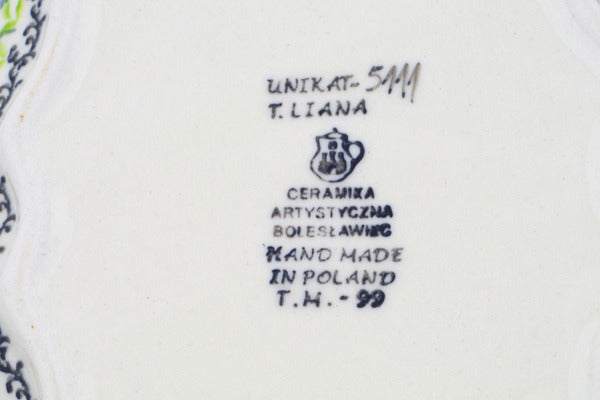 UNIKAT-5111
T. LIANA
CERAMIKA
ARTYSTYCZNA
BOLESŁAWIEC
HAND MADE
IN POLAND
T.M. - 99